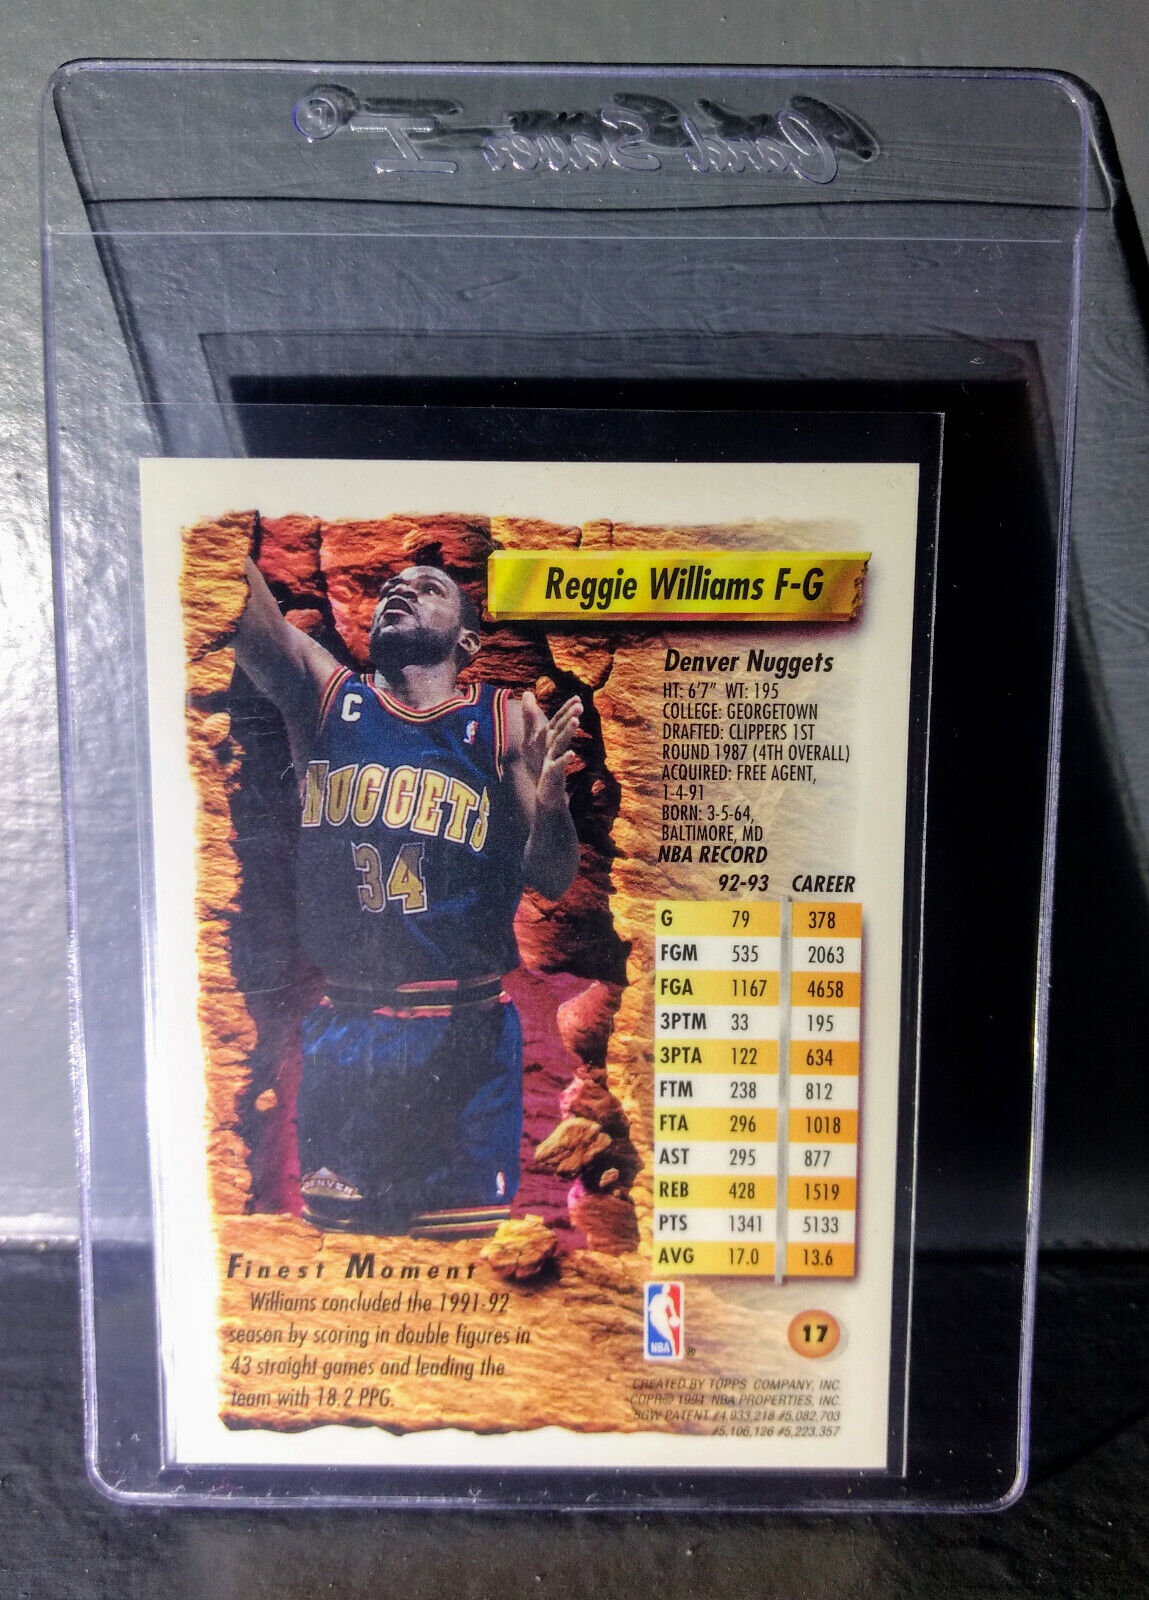 Card Saver I
Reggie Williams F-G
Denver Nuggets
HT: 6'7" WT: 195
COLLEGE: GEORGETOWN
DRAFTED: CLIPPERS 1ST
ROUND 1987 (4TH OVERALL)
ACQUIRED: FREE AGENT,
1-4-91
BORN: 3-5-64,
BALTIMORE, MD
NBA RECORD
92-93 CAREER
G 79 378
FGM 535 2063
FGA 1167 4658
3PTM 33 195
3PTA 122 634
FTM 238 812
FTA 296 1018
AST 295 877
REB 428 1519
PTS 1341 5133
AVG 17.0 13.6
C
NUGGETS
34
DENVER
Finest Moment
Williams concluded the 1991-92
season by scoring in double figures in
43 straight games and leading the
team with 18.2 PPG.
NBA ®
17
CREATED BY TOPPS COMPANY, INC.
COPR© 1994 NBA PROPERTIES, INC.
SGW PATENT #4,933,218 #5,082,703
#5,106,126 #5,223,357